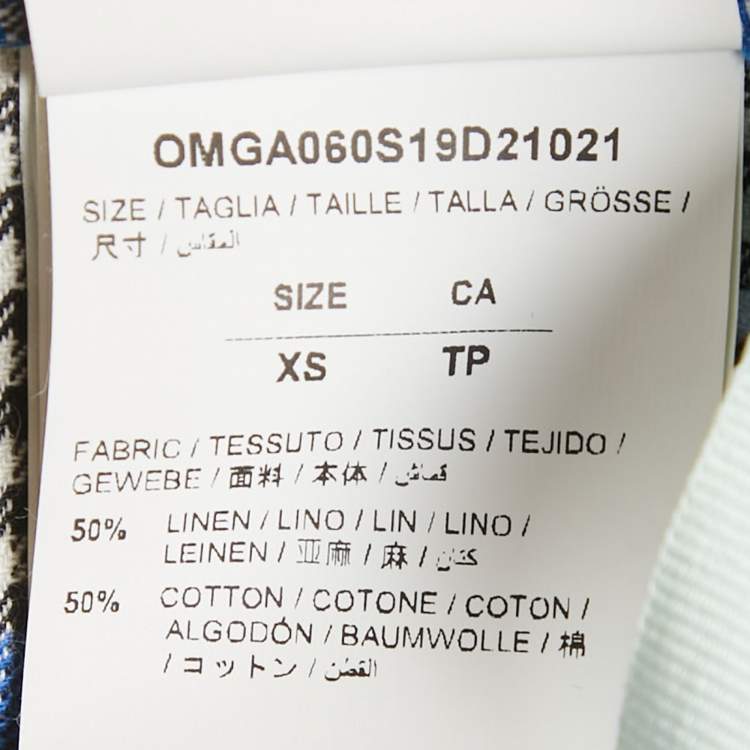 OMGA060S19D21021
SIZE / TAGLIA / TAILLE / TALLA / GRÖSSE /
尺寸 / المقاس
SIZE CA
XS TP
FABRIC / TESSUTO / TISSUS / TEJIDO /
GEWEBE / 面料 / 本体 / قماش
50% LINEN / LINO / LIN / LINO /
LEINEN / 亚麻 / 麻 / كتان
50% COTTON / COTONE / COTON /
ALGODÓN / BAUMWOLLE / 棉
/ コットン / القطن